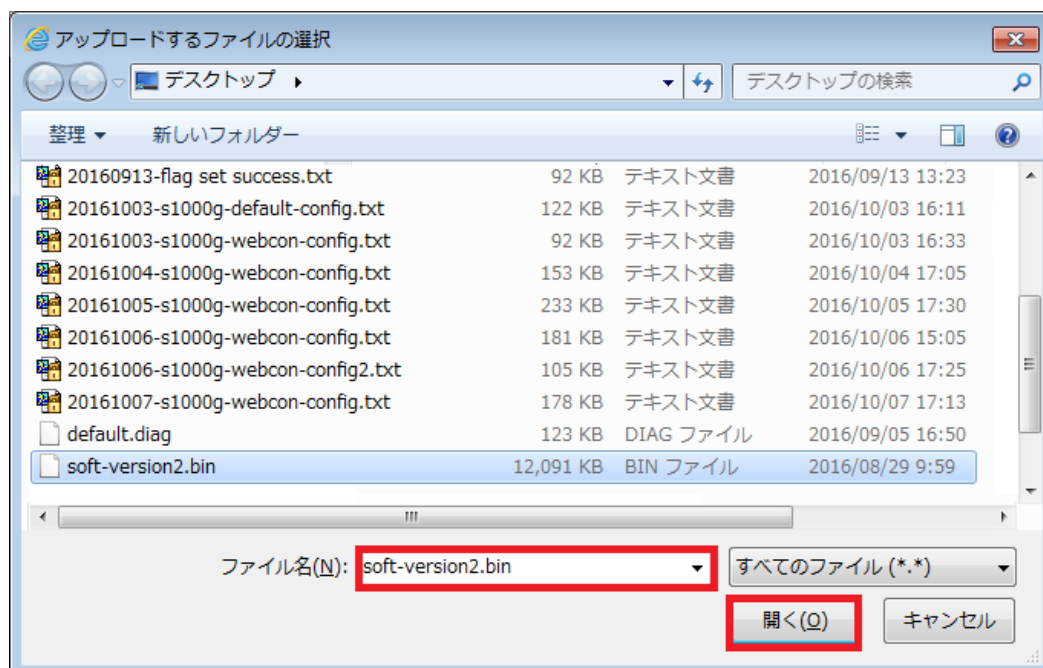 アップロードするファイルの選択
デスクトップ デスクトップの検索
整理 新しいフォルダー
20160913-flag set success.txt 92 KB テキスト文書 2016/09/13 13:23
20161003-s1000g-default-config.txt 122 KB テキスト文書 2016/10/03 16:11
20161003-s1000g-webcon-config.txt 92 KB テキスト文書 2016/10/03 16:33
20161004-s1000g-webcon-config.txt 153 KB テキスト文書 2016/10/04 17:05
20161005-s1000g-webcon-config.txt 233 KB テキスト文書 2016/10/05 17:30
20161006-s1000g-webcon-config.txt 181 KB テキスト文書 2016/10/06 15:05
20161006-s1000g-webcon-config2.txt 105 KB テキスト文書 2016/10/06 17:25
20161007-s1000g-webcon-config.txt 178 KB テキスト文書 2016/10/07 17:13
default.diag 123 KB DIAG ファイル 2016/09/05 16:50
soft-version2.bin 12,091 KB BIN ファイル 2016/08/29 9:59
ファイル名(N): soft-version2.bin すべてのファイル (*.*)
開く(O) キャンセル